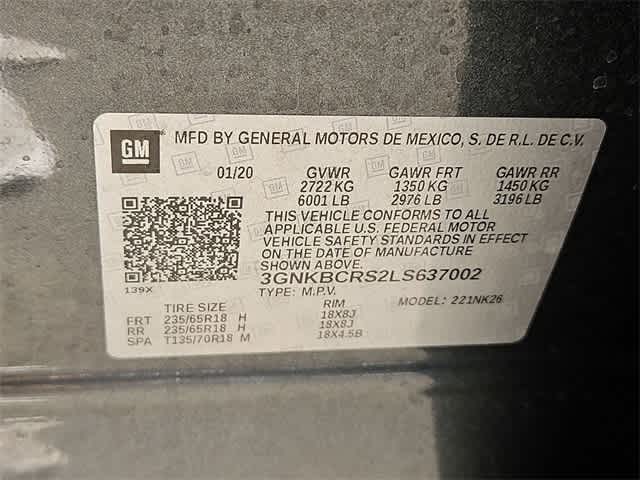 GM MFD BY GENERAL MOTORS DE MEXICO, S. DE R.L. DE C.V.
01/20 GVWR GAWR FRT GAWR RR
2722 KG 1350 KG 1450 KG
6001 LB 2976 LB 3196 LB
THIS VEHICLE CONFORMS TO ALL
APPLICABLE U.S. FEDERAL MOTOR
VEHICLE SAFETY STANDARDS IN EFFECT
ON THE DATE OF MANUFACTURE
SHOWN ABOVE.
3GNKBCRS2LS637002
139X TYPE: M.P.V. MODEL: 221NK26
TIRE SIZE RIM
FRT 235/65R18 H 18X8J
RR 235/65R18 H 18X8J
SPA T135/70R18 M 18X4.5B